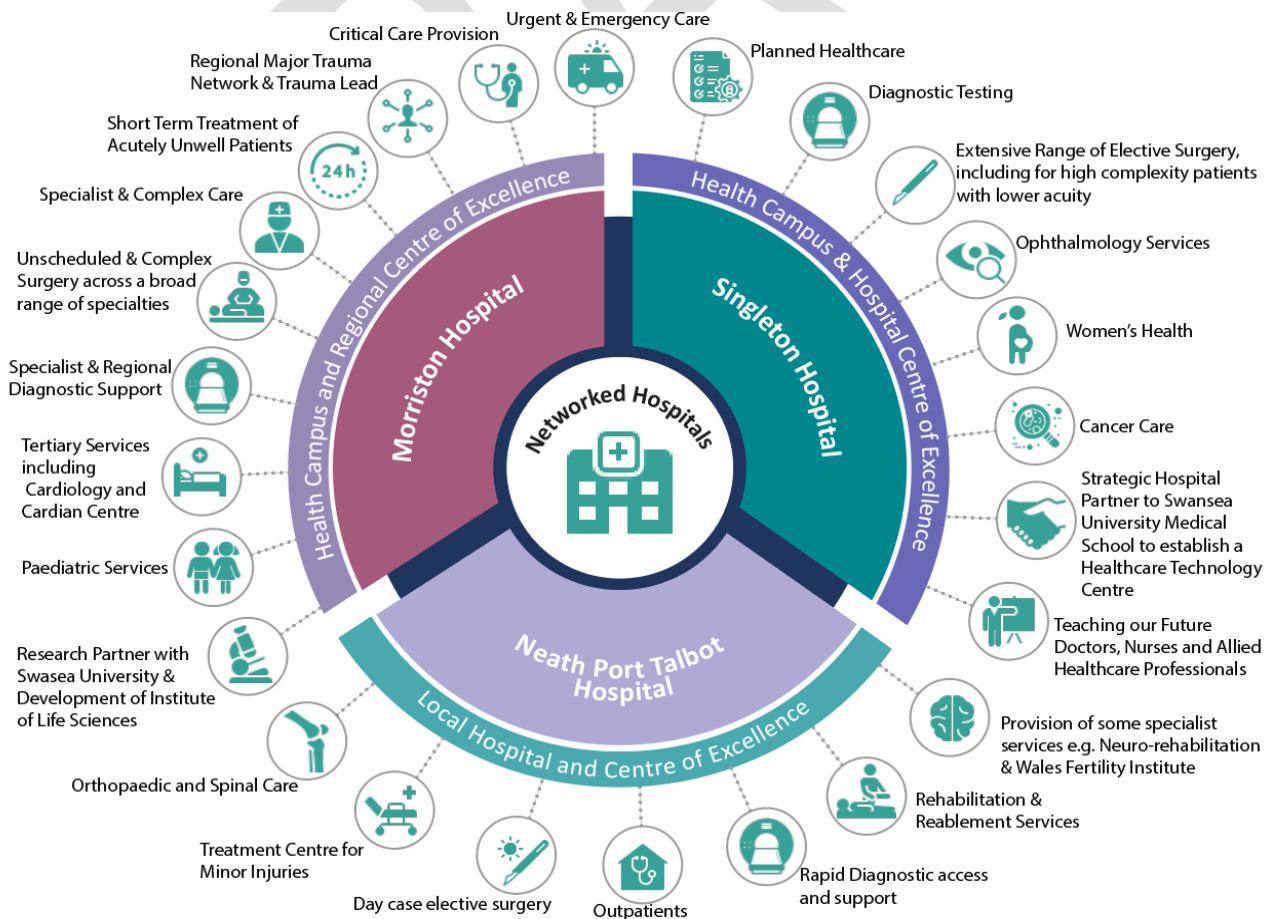 Urgent & Emergency Care
Critical Care Provision
Regional Major Trauma
Network & Trauma Lead
Short Term Treatment of
Acutely Unwell Patients
24h
Specialist & Complex Care
Unscheduled & Complex
Surgery across a broad
range of specialties
Specialist & Regional
Diagnostic Support
Tertiary Services
including
Cardiology and
Cardian Centre
Paediatric Services
Research Partner with
Swasea University &
Development of Institute
of Life Sciences
Health Campus and Regional Centre of Excellence
Morriston Hospital
Planned Healthcare
Diagnostic Testing
Extensive Range of Elective Surgery,
including for high complexity patients
with lower acuity
Ophthalmology Services
Women's Health
Cancer Care
Strategic Hospital
Partner to Swansea
University Medical
School to establish a
Healthcare Technology
Centre
Teaching our Future
Doctors, Nurses and Allied
Healthcare Professionals
Health Campus & Hospital Centre of Excellence
Singleton
Hospital
Networked Hospitals
Neath Port Talbot
Hospital
Local Hospital and Centre of Excellence
Orthopaedic and Spinal Care
Treatment Centre for
Minor Injuries
Day case elective surgery
Outpatients
Rapid Diagnostic access
and support
Rehabilitation &
Reablement Services
Provision of some specialist
services e.g. Neuro-rehabilitation
& Wales Fertility Institute